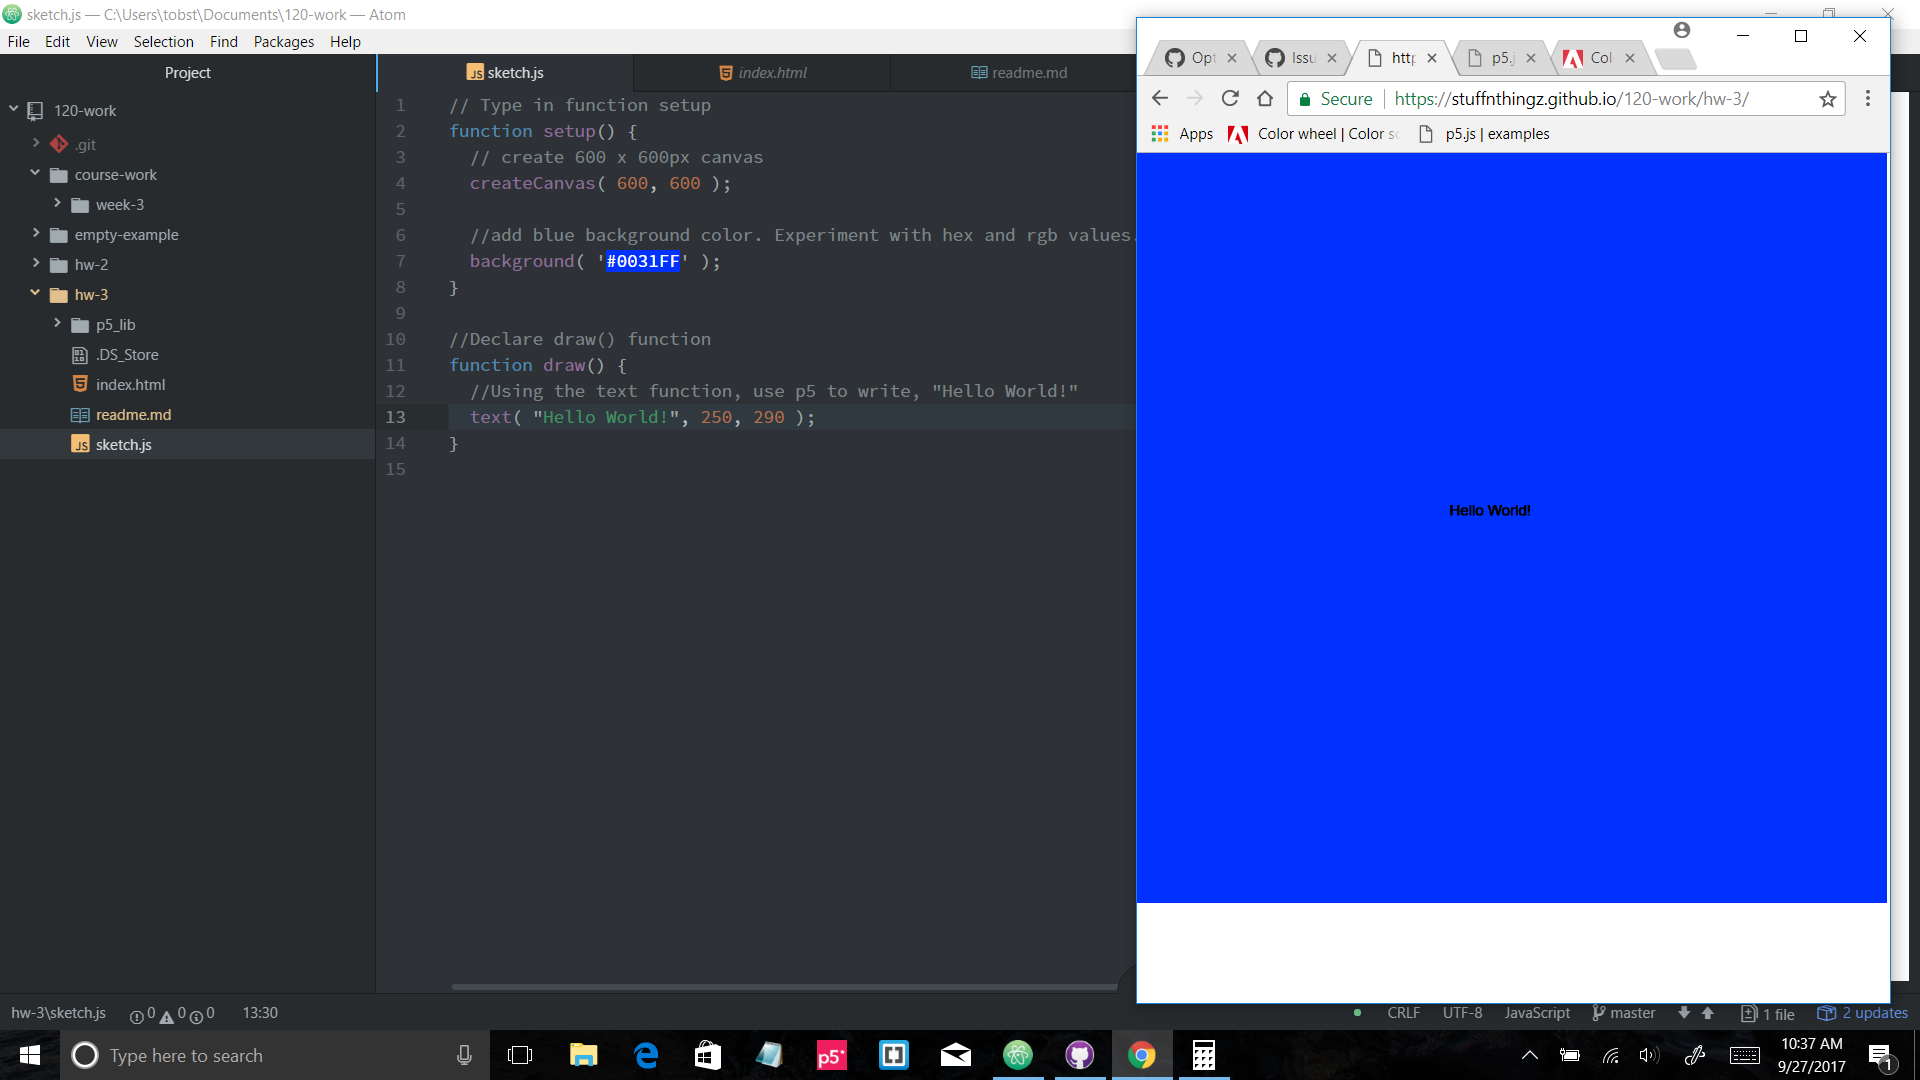 sketch.js — C:\Users\tobst\Documents\120-work — Atom
File Edit View Selection Find Packages Help
Project
120-work
.git
course-work
week-3
empty-example
hw-2
hw-3
p5_lib
.DS_Store
index.html
readme.md
sketch.js
sketch.js index.html readme.md
1 // Type in function setup
2 function setup() {
3 // create 600 x 600px canvas
4 createCanvas( 600, 600 );
5
6 //add blue background color. Experiment with hex and rgb values.
7 background( '#0031FF' );
8 }
9
10 //Declare draw() function
11 function draw() {
12 //Using the text function, use p5 to write, "Hello World!"
13 text( "Hello World!", 250, 290 );
14 }
15
Opt Issu http p5.j Col
Secure https://stuffnthingz.github.io/120-work/hw-3/
Apps Color wheel | Color sc p5.js | examples
Hello World!
hw-3\sketch.js 0 0 0 13:30 CRLF UTF-8 JavaScript master 1 file 2 updates
Type here to search
p5*
10:37 AM
9/27/2017
1